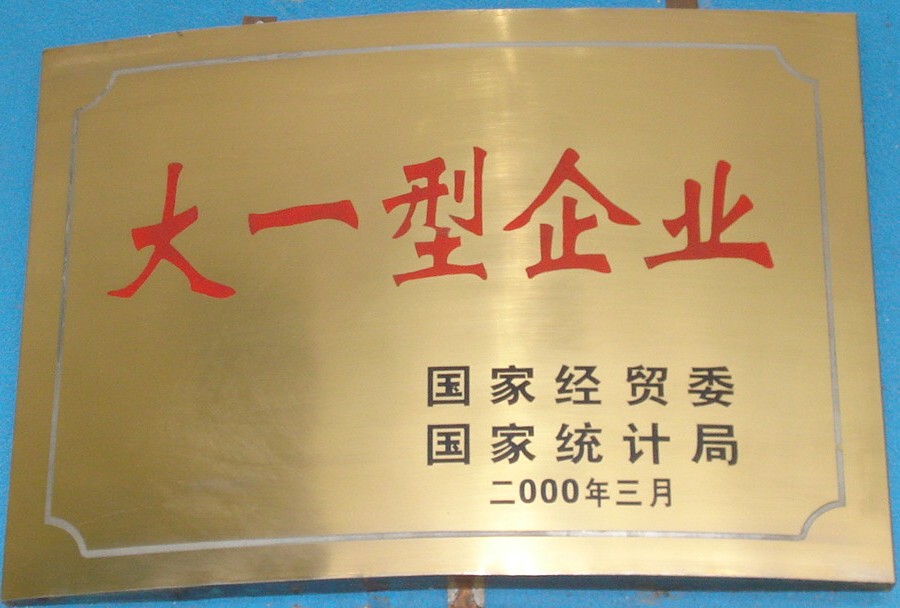 大一型企业
国家经贸委
国家统计局
二000年三月